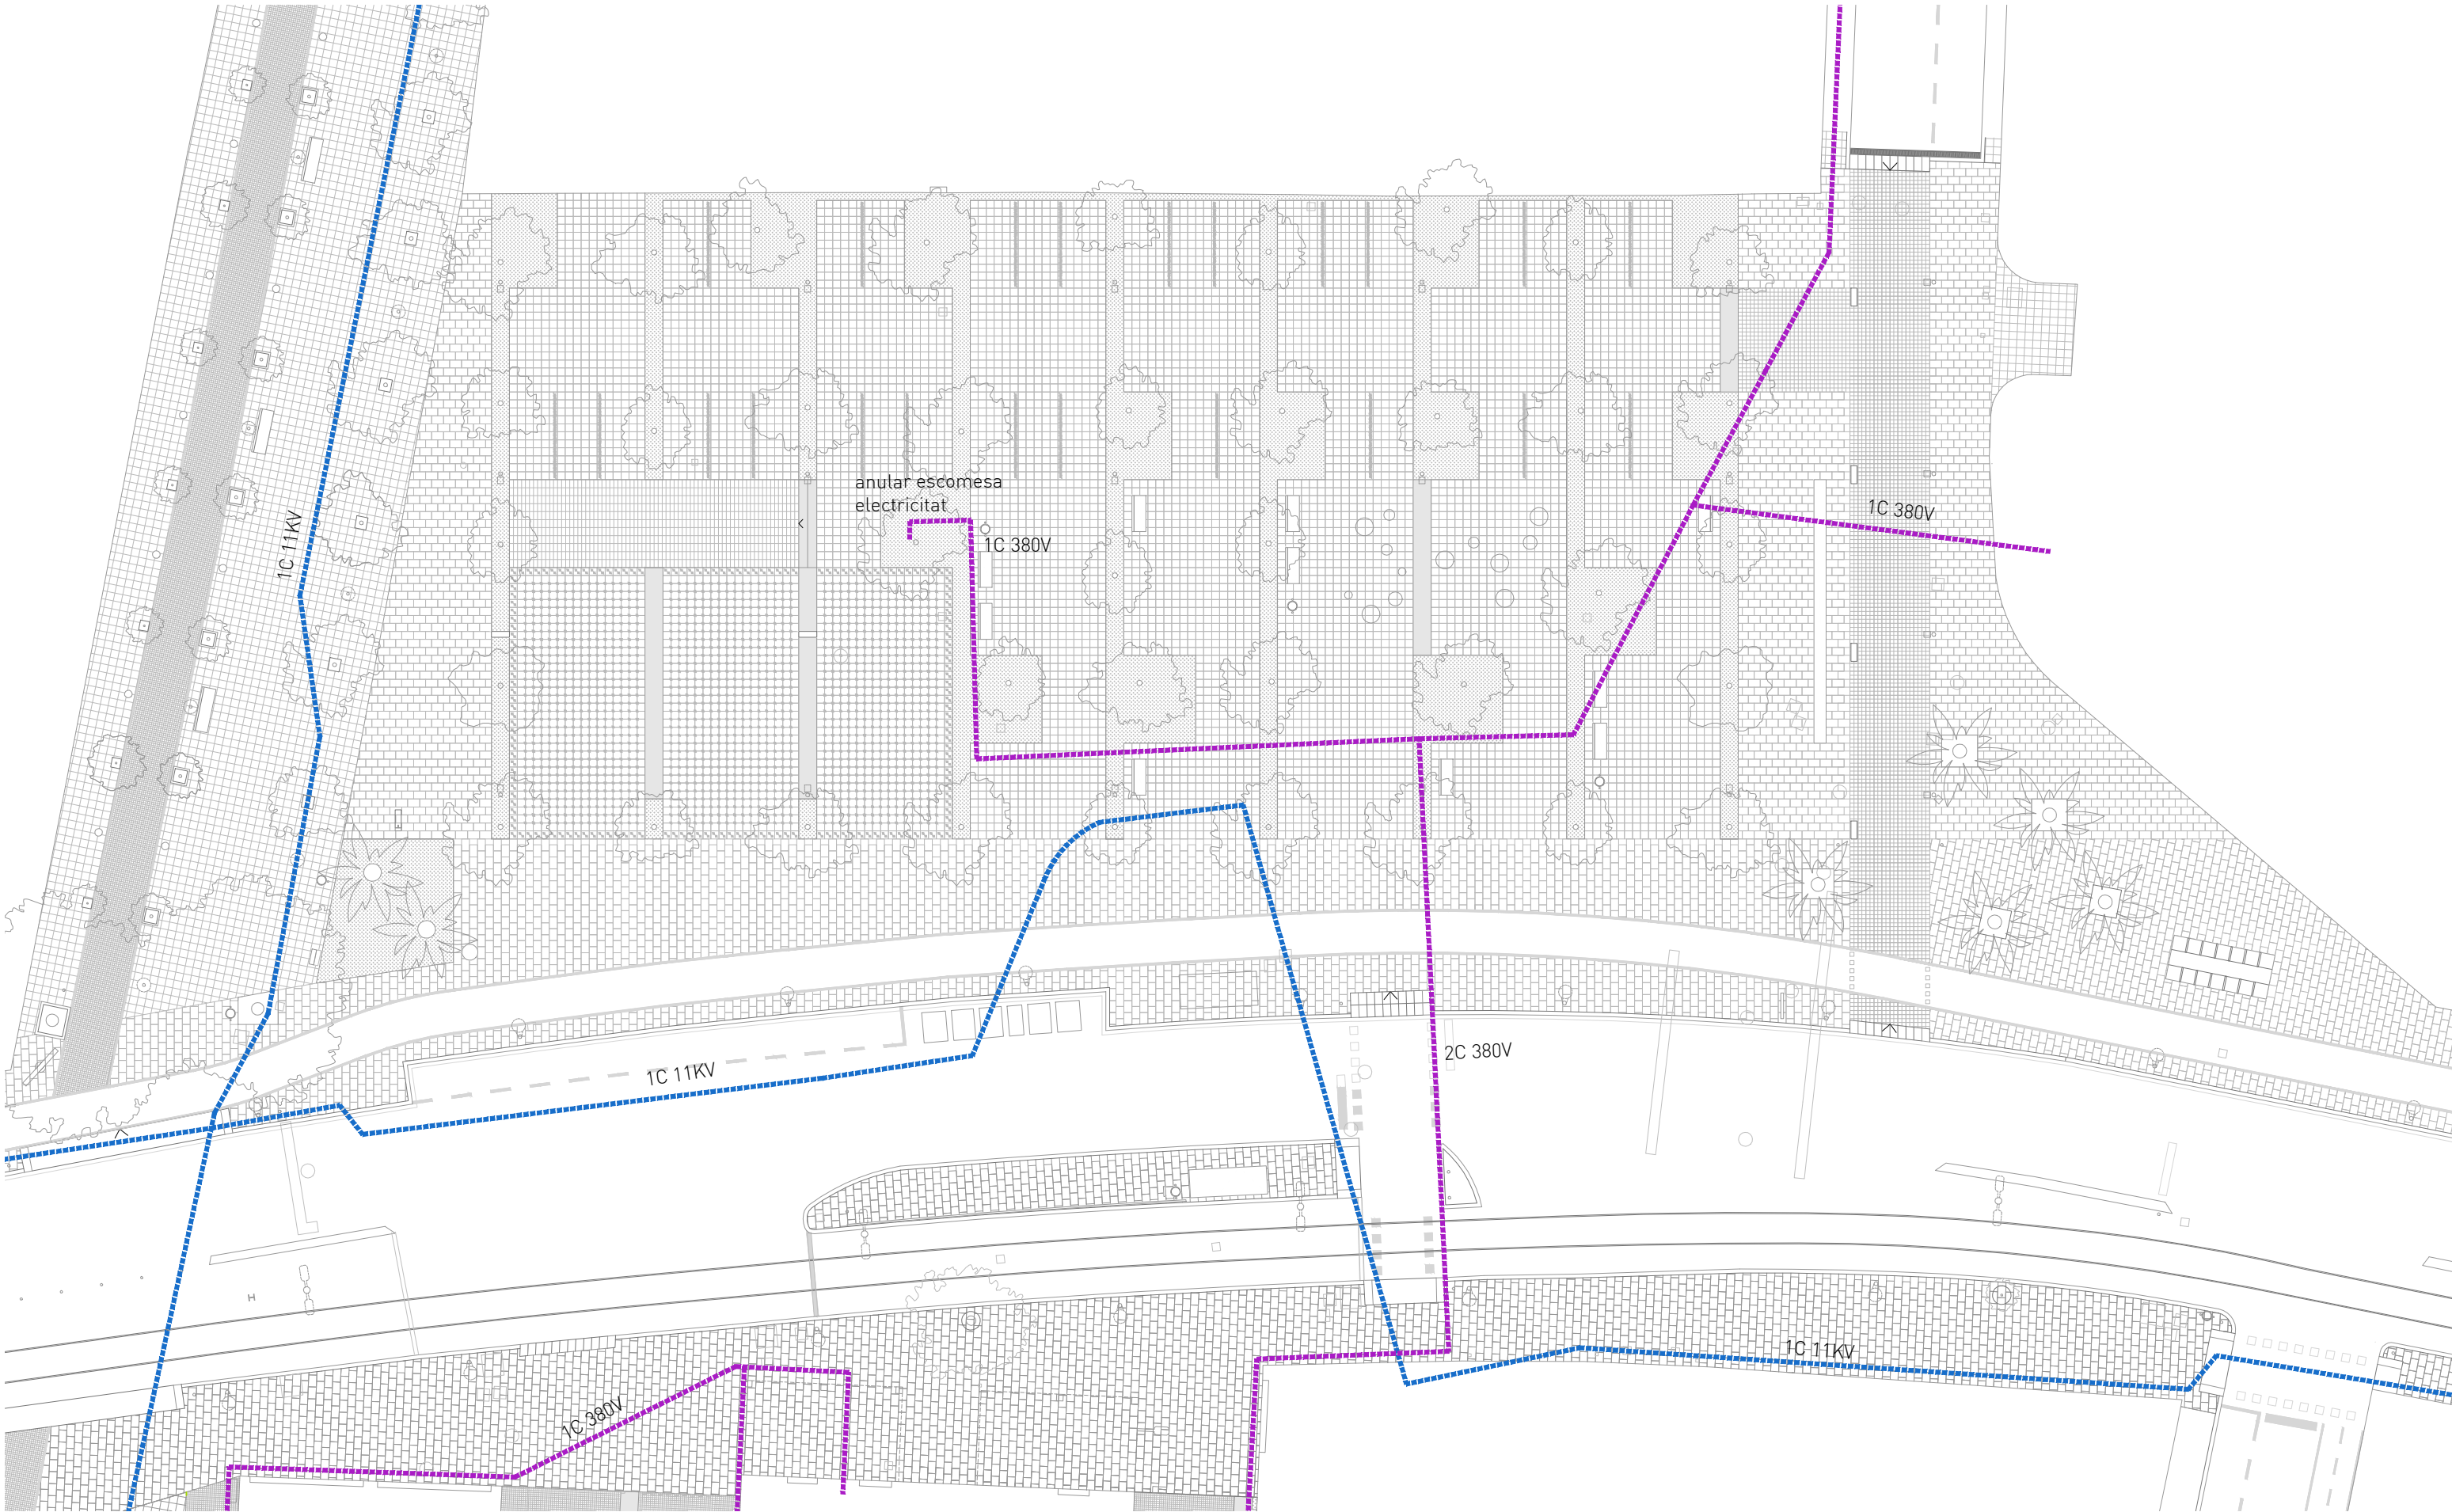 anular escomesa
electricitat
1C 380V
1C 380V
1C 11KV
2C 380V
1C 11KV
1C 11KV
1C 380V